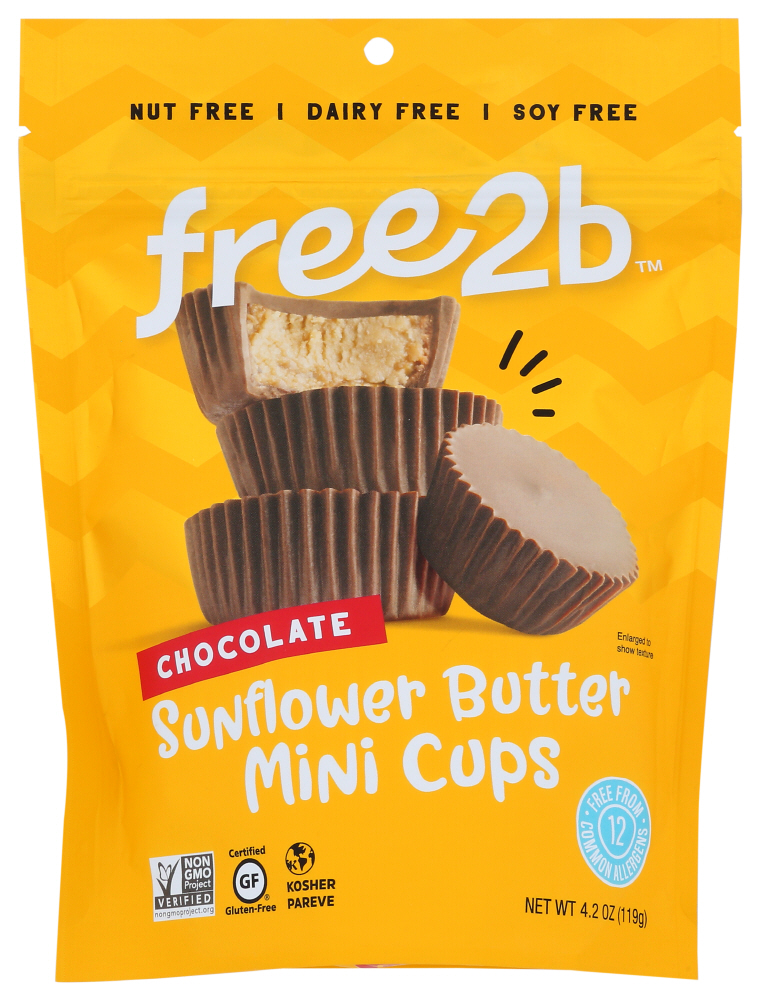 NUT FREE | DAIRY FREE | SOY FREE
free2b™
Enlarged to
show texture
CHOCOLATE
Sunflower Butter
Mini Cups
FREE FROM
12
COMMON ALLERGENS
NON
GMO
Project
VERIFIED
nongmoproject.org
Certified
GF®
Gluten-Free
KOSHER
PAREVE
NET WT 4.2 OZ (119g)